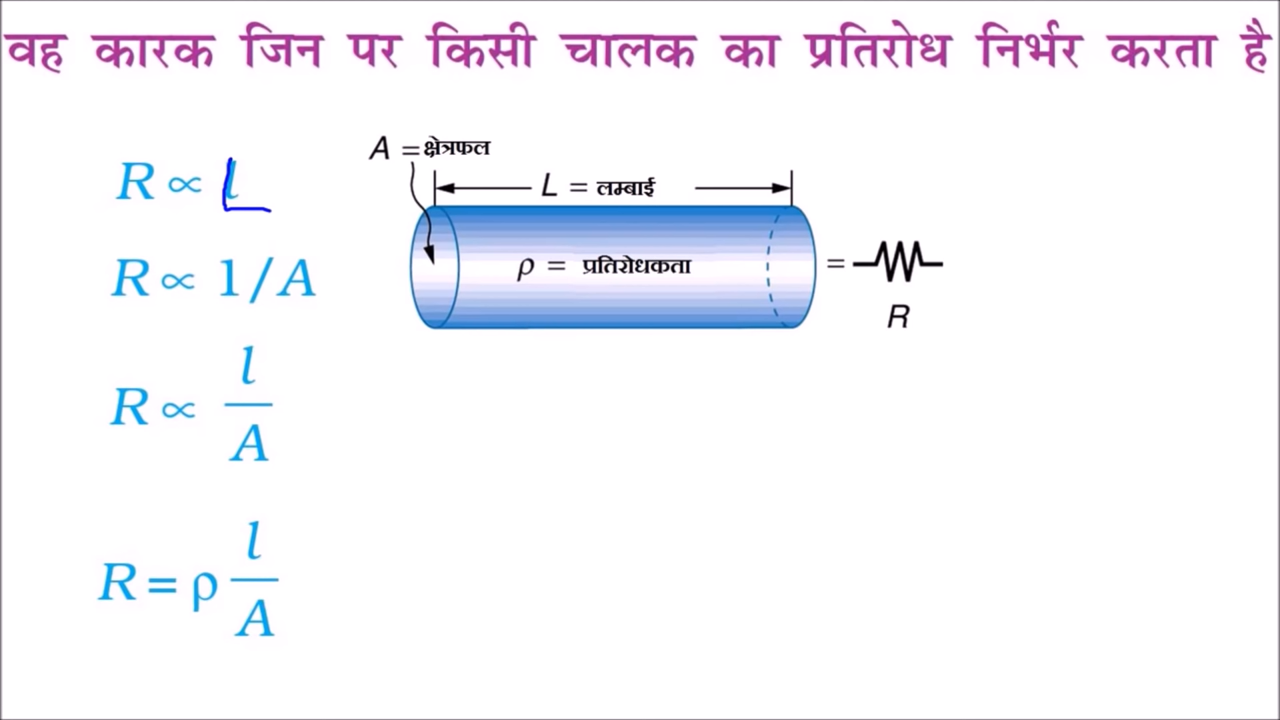 वह कारक जिन पर किसी चालक का प्रतिरोध निर्भर करता है
R ∝ l
R ∝ 1/A
R ∝ l/A
R = ρ l/A
A = क्षेत्रफल
L = लम्बाई
ρ = प्रतिरोधकता
=
R